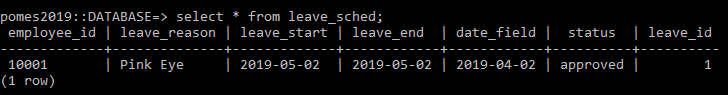 pomes2019::DATABASE=> select * from leave_sched;
employee_id | leave_reason | leave_start | leave_end | date_field | status | leave_id
-------------+--------------+-------------+------------+------------+----------+----------
10001 | Pink Eye | 2019-05-02 | 2019-05-02 | 2019-04-02 | approved | 1
(1 row)